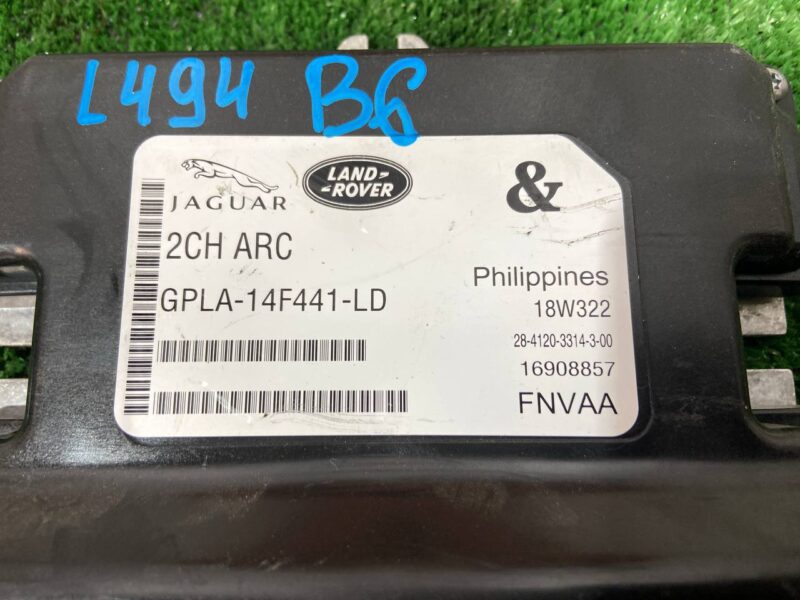 L494 B6
JAGUAR
LAND-
-ROVER
&
2CH ARC
GPLA-14F441-LD
Philippines
18W322
28-4120-3314-3-00
16908857
FNVAA